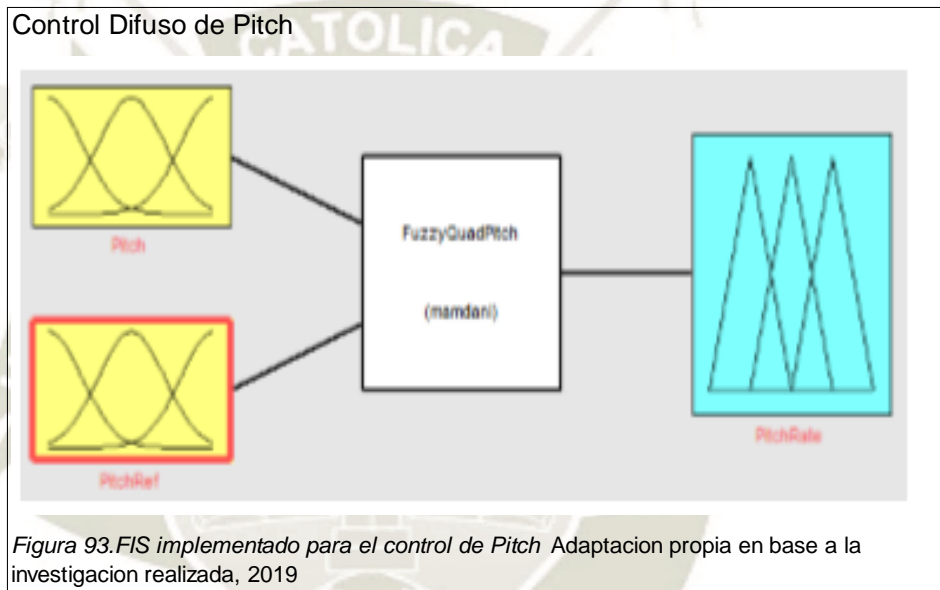 Control Difuso de Pitch
CATOLICA
Pitch
FuzzyQuadPitch
(mamdani)
PitchRef
PitchRate
Figura 93.FIS implementado para el control de Pitch Adaptacion propia en base a la
investigacion realizada, 2019